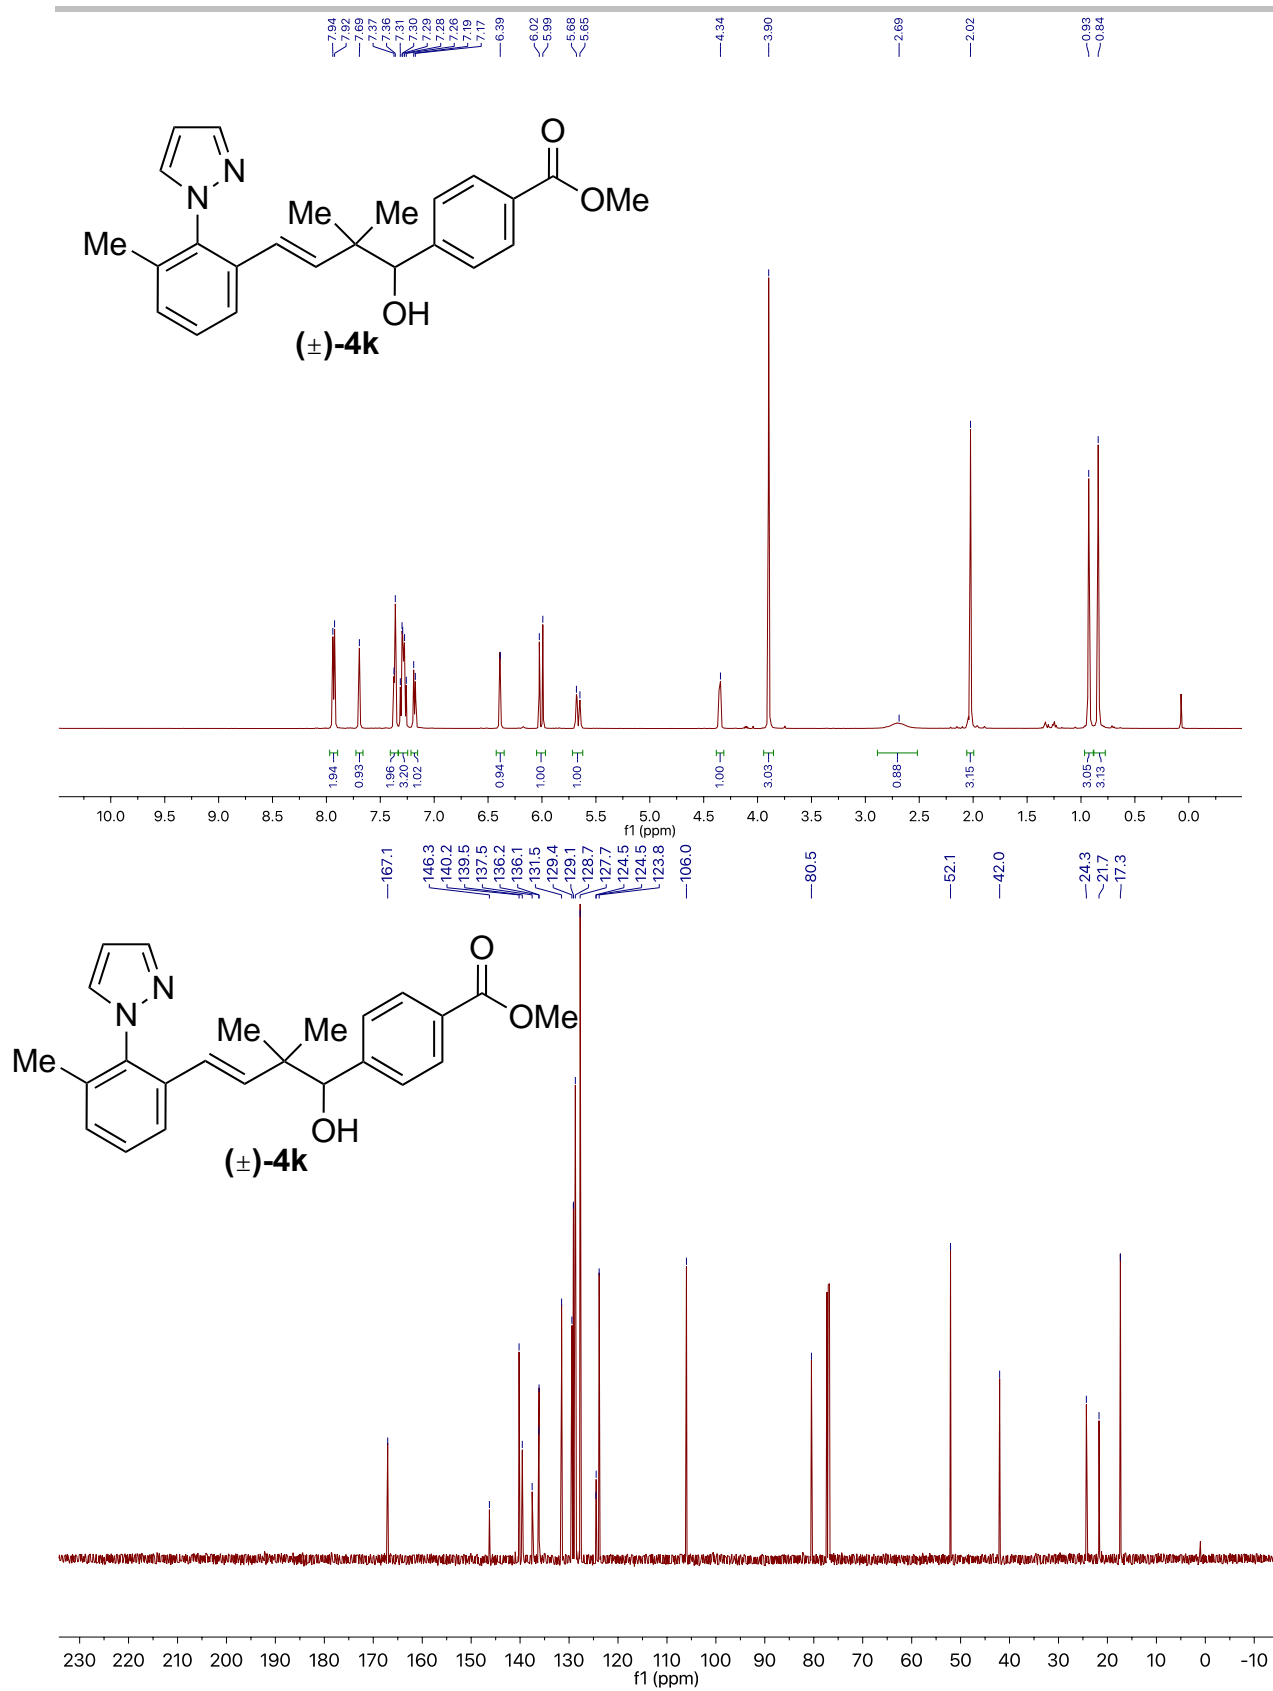 7.94 7.92 7.69 7.37 7.36 7.31 7.30 7.29 7.28 7.26 7.19 7.17 6.39 6.02 5.99 5.68 5.65 4.34 3.90 2.69 2.02 0.93 0.84
O
N
N
Me Me
OMe
Me
OH
(±)-4k
1.94 0.93 1.96 3.20 1.02 0.94 1.00 1.00 1.00 3.03 0.88 3.15 3.05 3.13
10.0 9.5 9.0 8.5 8.0 7.5 7.0 6.5 6.0 5.5 5.0 4.5 4.0 3.5 3.0 2.5 2.0 1.5 1.0 0.5 0.0
f1 (ppm)
167.1 146.3 140.2 139.5 137.5 136.2 136.1 131.5 129.4 129.1 128.7 127.7 124.5 124.5 123.8 106.0 80.5 52.1 42.0 24.3 21.7 17.3
O
N
N
OMe
Me Me
Me
OH
(±)-4k
230 220 210 200 190 180 170 160 150 140 130 120 110 100 90 80 70 60 50 40 30 20 10 0 -10
f1 (ppm)